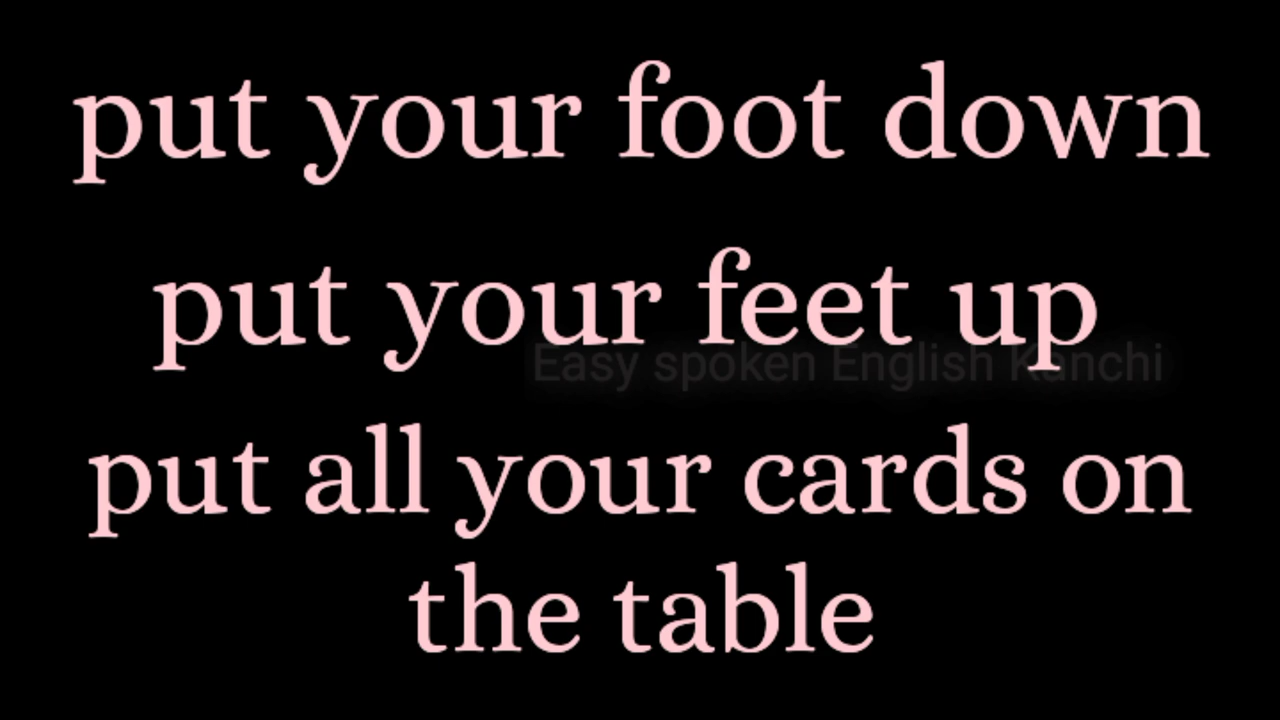 put your foot down
put your feet up
Easy spoken English Kanchi
put all your cards on
the table